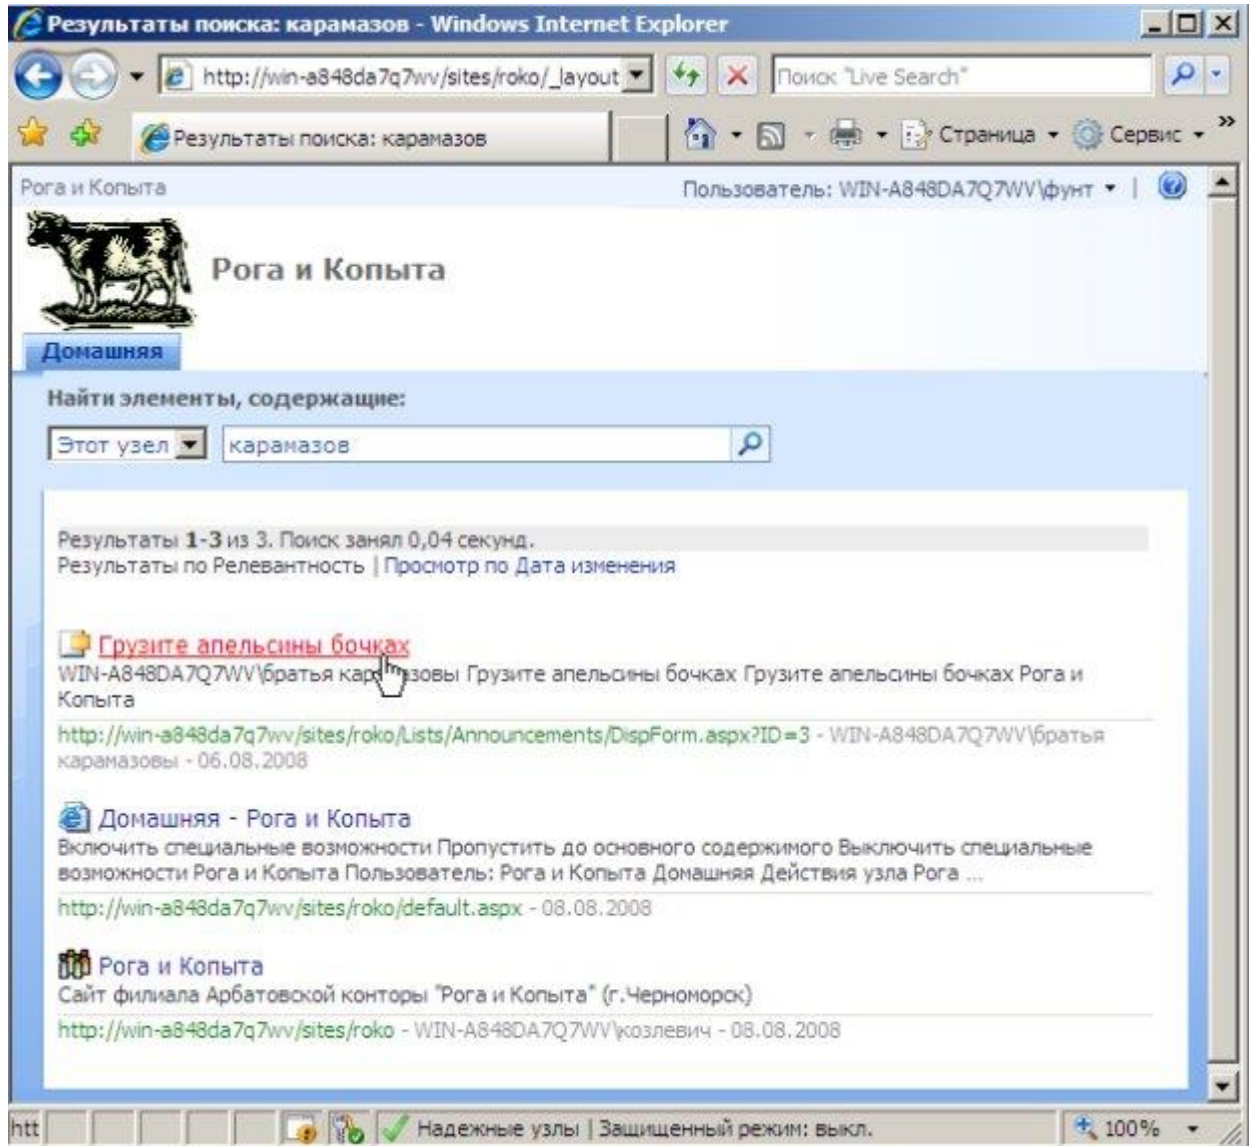 Результаты поиска: карамазов - Windows Internet Explorer
http://win-a848da7q7wv/sites/roko/_layout
Поиск "Live Search"
Результаты поиска: карамазов
Страница
Сервис
Рога и Копыта
Пользователь: WIN-A848DA7Q7WV\фунт
Рога и Копыта
Домашняя
Найти элементы, содержащие:
Этот узел
карамазов
Результаты 1-3 из 3. Поиск занял 0,04 секунд.
Результаты по Релевантность | Просмотр по Дата изменения
Грузите апельсины бочках
WIN-A848DA7Q7WV\братья Грузите апельсины бочках Грузите апельсины бочках Рога и
Копыта
http://win-a848da7q7wv/sites/roko/Lists/Announcements/DispForm.aspx?ID=3 - WIN-A848DA7Q7WV\братья
карамазовы - 06.08.2008
Домашняя - Рога и Копыта
Включить специальные возможности Пропустить до основного содержимого Выключить специальные
возможности Рога и Копыта Пользователь: Рога и Копыта Домашняя Действия узла Рога ...
http://win-a848da7q7wv/sites/roko/default.aspx - 08.08.2008
Рога и Копыта
Сайт филиала Арбатовской конторы "Рога и Копыта" (г.Черноморск)
http://win-a848da7q7wv/sites/roko - WIN-A848DA7Q7WV\козлевич - 08.08.2008
htt
Надежные узлы | Защищенный режим: выкл.
100%